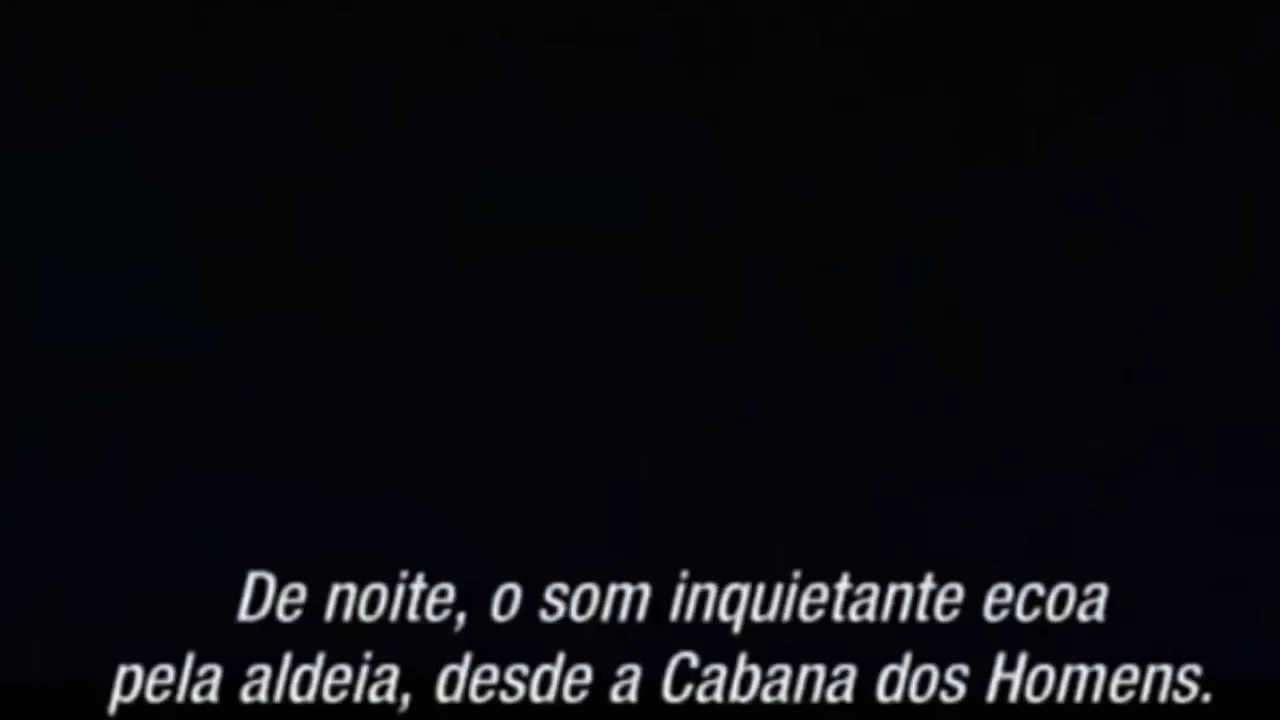 De noite, o som inquietante ecoa
pela aldeia, desde a Cabana dos Homens.